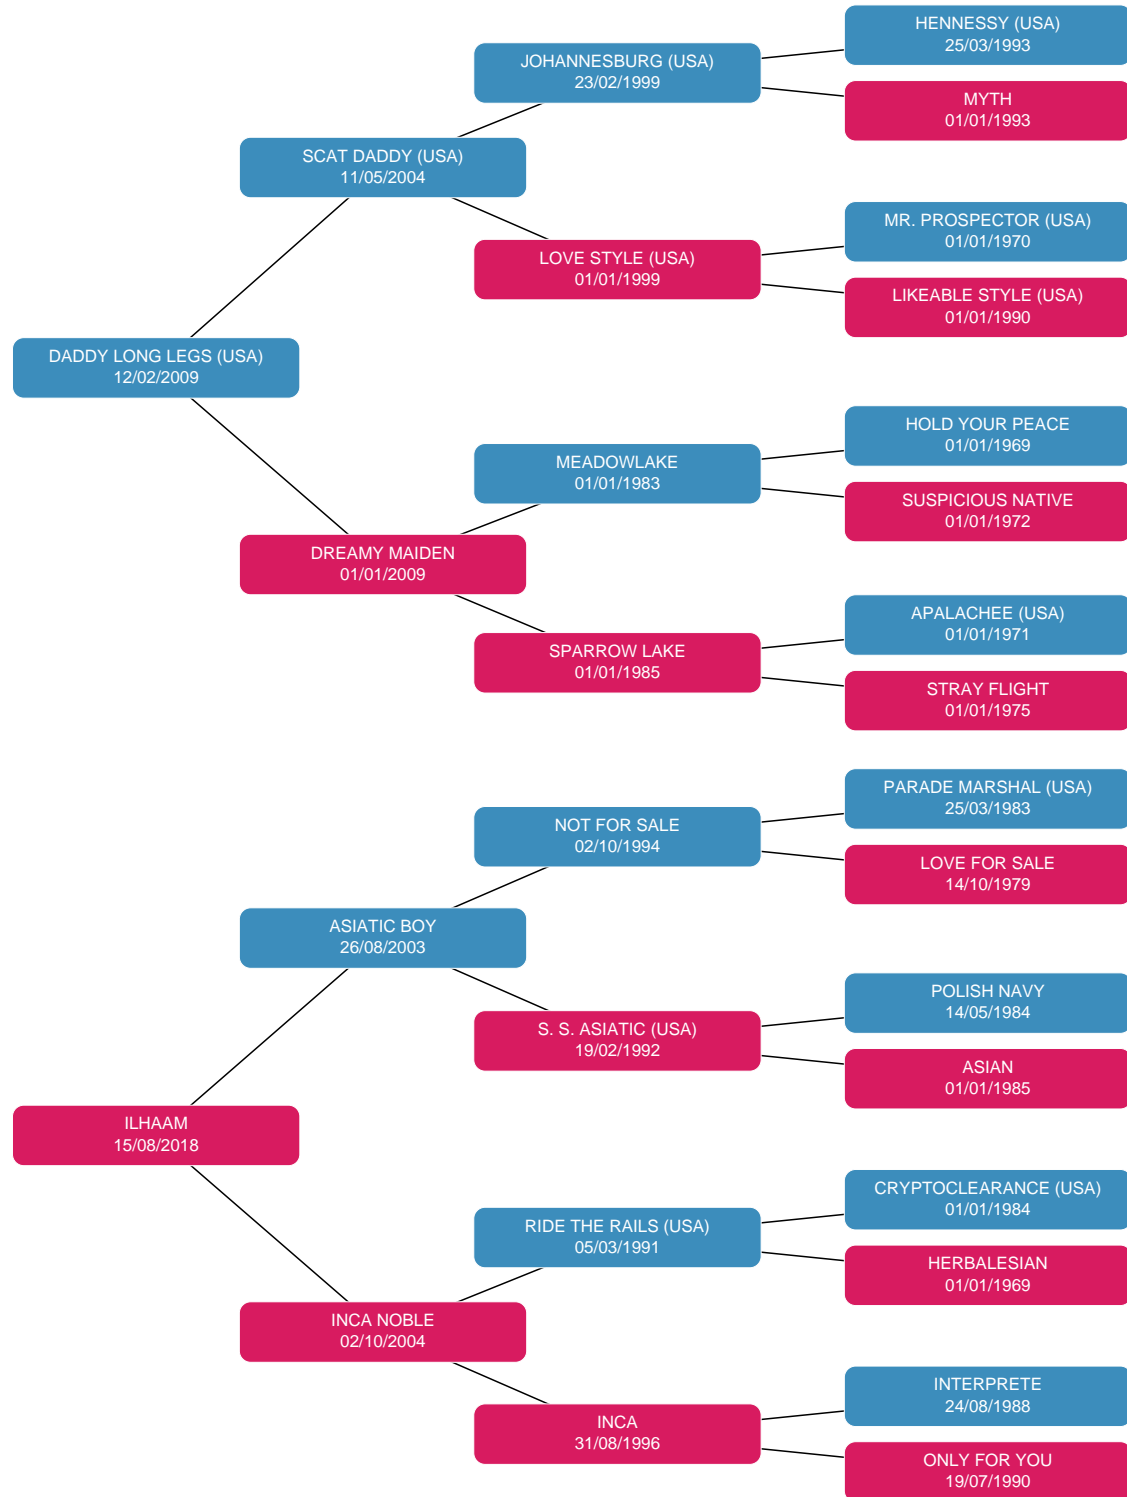 HENNESSY (USA)
25/03/1993
JOHANNESBURG (USA)
23/02/1999
MYTH
01/01/1993
SCAT DADDY (USA)
11/05/2004
MR. PROSPECTOR (USA)
01/01/1970
LOVE STYLE (USA)
01/01/1999
LIKEABLE STYLE (USA)
01/01/1990
DADDY LONG LEGS (USA)
12/02/2009
HOLD YOUR PEACE
01/01/1969
MEADOWLAKE
01/01/1983
SUSPICIOUS NATIVE
01/01/1972
DREAMY MAIDEN
01/01/2009
APALACHEE (USA)
01/01/1971
SPARROW LAKE
01/01/1985
STRAY FLIGHT
01/01/1975
PARADE MARSHAL (USA)
25/03/1983
NOT FOR SALE
02/10/1994
LOVE FOR SALE
14/10/1979
ASIATIC BOY
26/08/2003
POLISH NAVY
14/05/1984
S. S. ASIATIC (USA)
19/02/1992
ASIAN
01/01/1985
ILHAAM
15/08/2018
CRYPTOCLEARANCE (USA)
01/01/1984
RIDE THE RAILS (USA)
05/03/1991
HERBALESIAN
01/01/1969
INCA NOBLE
02/10/2004
INTERPRETE
24/08/1988
INCA
31/08/1996
ONLY FOR YOU
19/07/1990